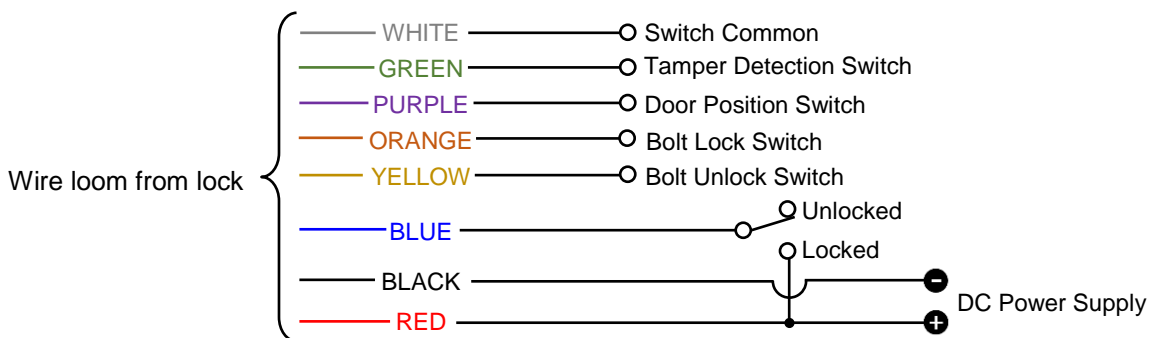 WHITE Switch Common
GREEN Tamper Detection Switch
PURPLE Door Position Switch
ORANGE Bolt Lock Switch
Wire loom from lock
YELLOW Bolt Unlock Switch
Unlocked
BLUE
Locked
BLACK -
DC Power Supply
RED +